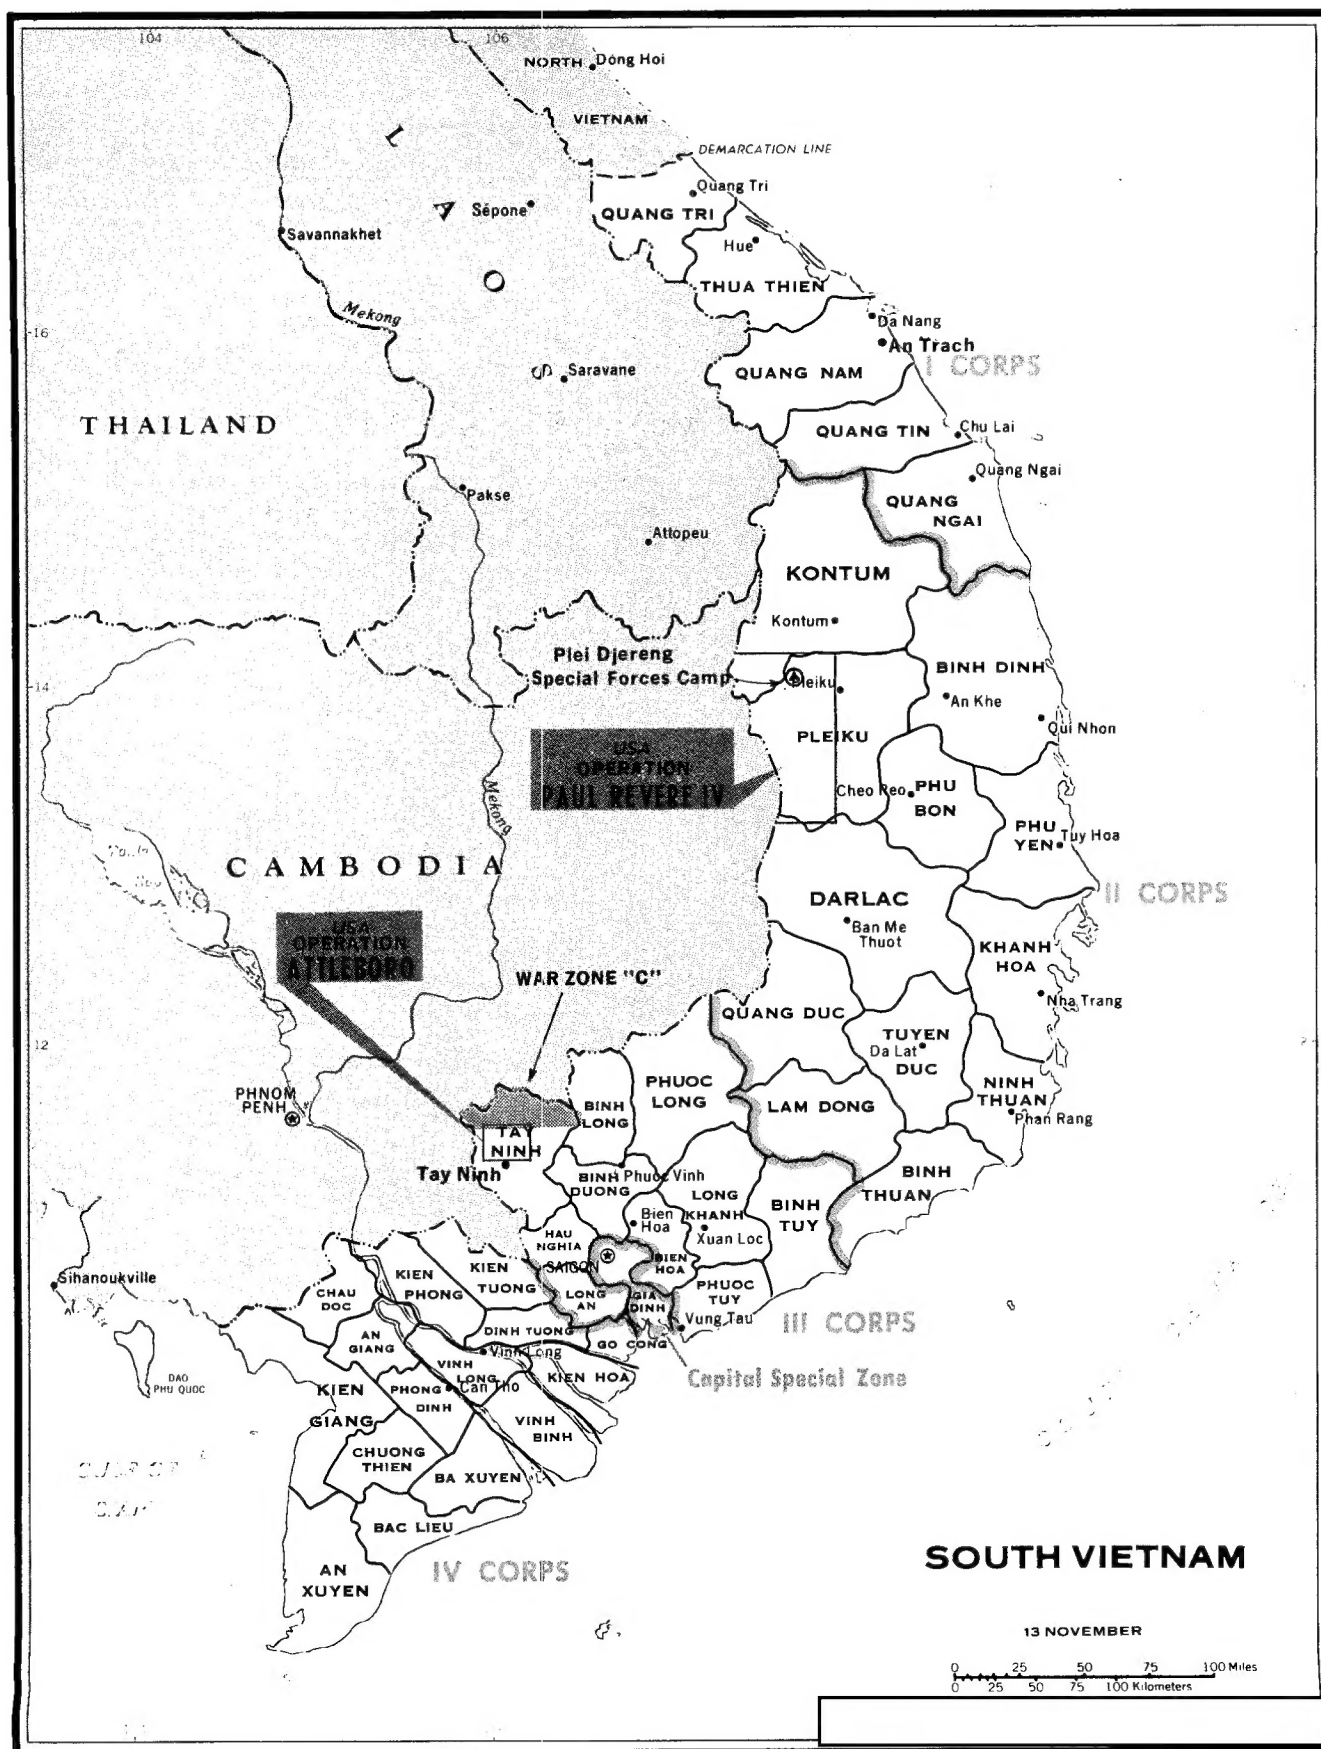 104
106
NORTH
Dong Hoi
VIETNAM
DEMARCATION LINE
L
A
O
S
Sépone
Quang Tri
QUANG TRI
Savannakhet
Hue
THUA THIEN
Mekong
16
Da Nang
An Trach
I CORPS
Saravane
QUANG NAM
THAILAND
QUANG TIN
Chu Lai
Pakse
Quang Ngai
QUANG
NGAI
Attopeu
KONTUM
Kontum
Plei Djereng
Special Forces Camp
14
Pleiku
BINH DINH
An Khe
Qui Nhon
PLEIKU
USA
OPERATION
PAUL REVERE IV
Mekong
Cheo Reo
PHU
BON
PHU
YEN
Tuy Hoa
CAMBODIA
II CORPS
DARLAC
Ban Me
Thuot
USA
OPERATION
ATTLEBORO
KHANH
HOA
WAR ZONE "C"
Nha Trang
QUANG DUC
TUYEN
DUC
Da Lat
12
PHNOM
PENH
PHUOC
LONG
BINH
LONG
LAM DONG
NINH
THUAN
Phan Rang
TAY
NINH
Tay Ninh
BINH
DUONG
Phuoc Vinh
LONG
KHANH
BINH
TUY
BINH
THUAN
Bien
Hoa
Xuan Loc
HAU
NGHIA
SAIGON
BIEN
HOA
Sihanoukville
CHAU
DOC
KIEN
PHONG
KIEN
TUONG
LONG
AN
GIA
DINH
PHUOC
TUY
Vung Tau
III CORPS
AN
GIANG
DINH TUONG
GO CONG
Vinh Long
VINH
LONG
KIEN HOA
Capital Special Zone
DAO
PHU QUOC
KIEN
GIANG
PHONG
DINH
Can Tho
VINH
BINH
CHUONG
THIEN
BA XUYEN
BAC LIEU
AN
XUYEN
IV CORPS
SOUTH VIETNAM
13 NOVEMBER
0 25 50 75 100 Miles
0 25 50 75 100 Kilometers